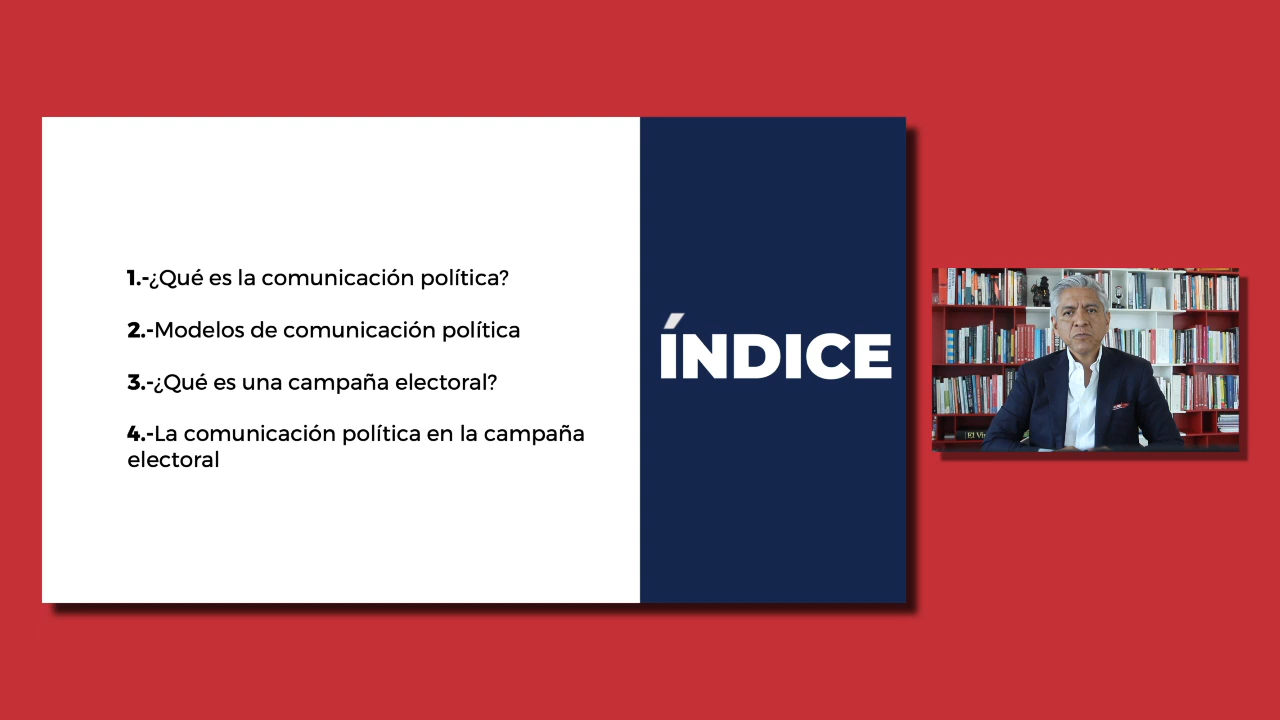 1.-¿Qué es la comunicación política?
2.-Modelos de comunicación política
3.-¿Qué es una campaña electoral?
4.-La comunicación política en la campaña
electoral
ÍNDICE